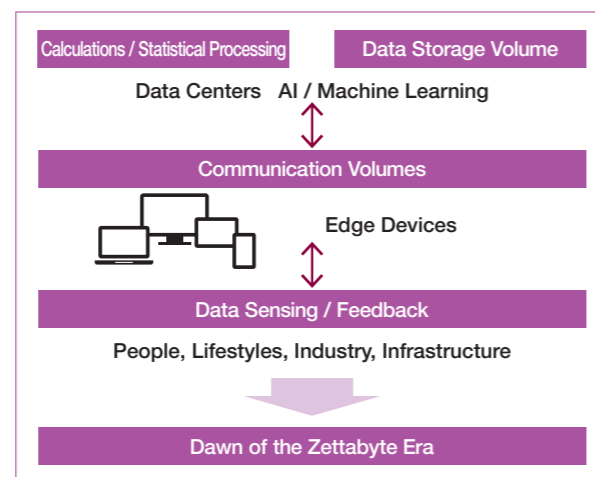 Calculations / Statistical Processing
Data Storage Volume
Data Centers AI / Machine Learning
Communication Volumes
Edge Devices
Data Sensing / Feedback
People, Lifestyles, Industry, Infrastructure
Dawn of the Zettabyte Era